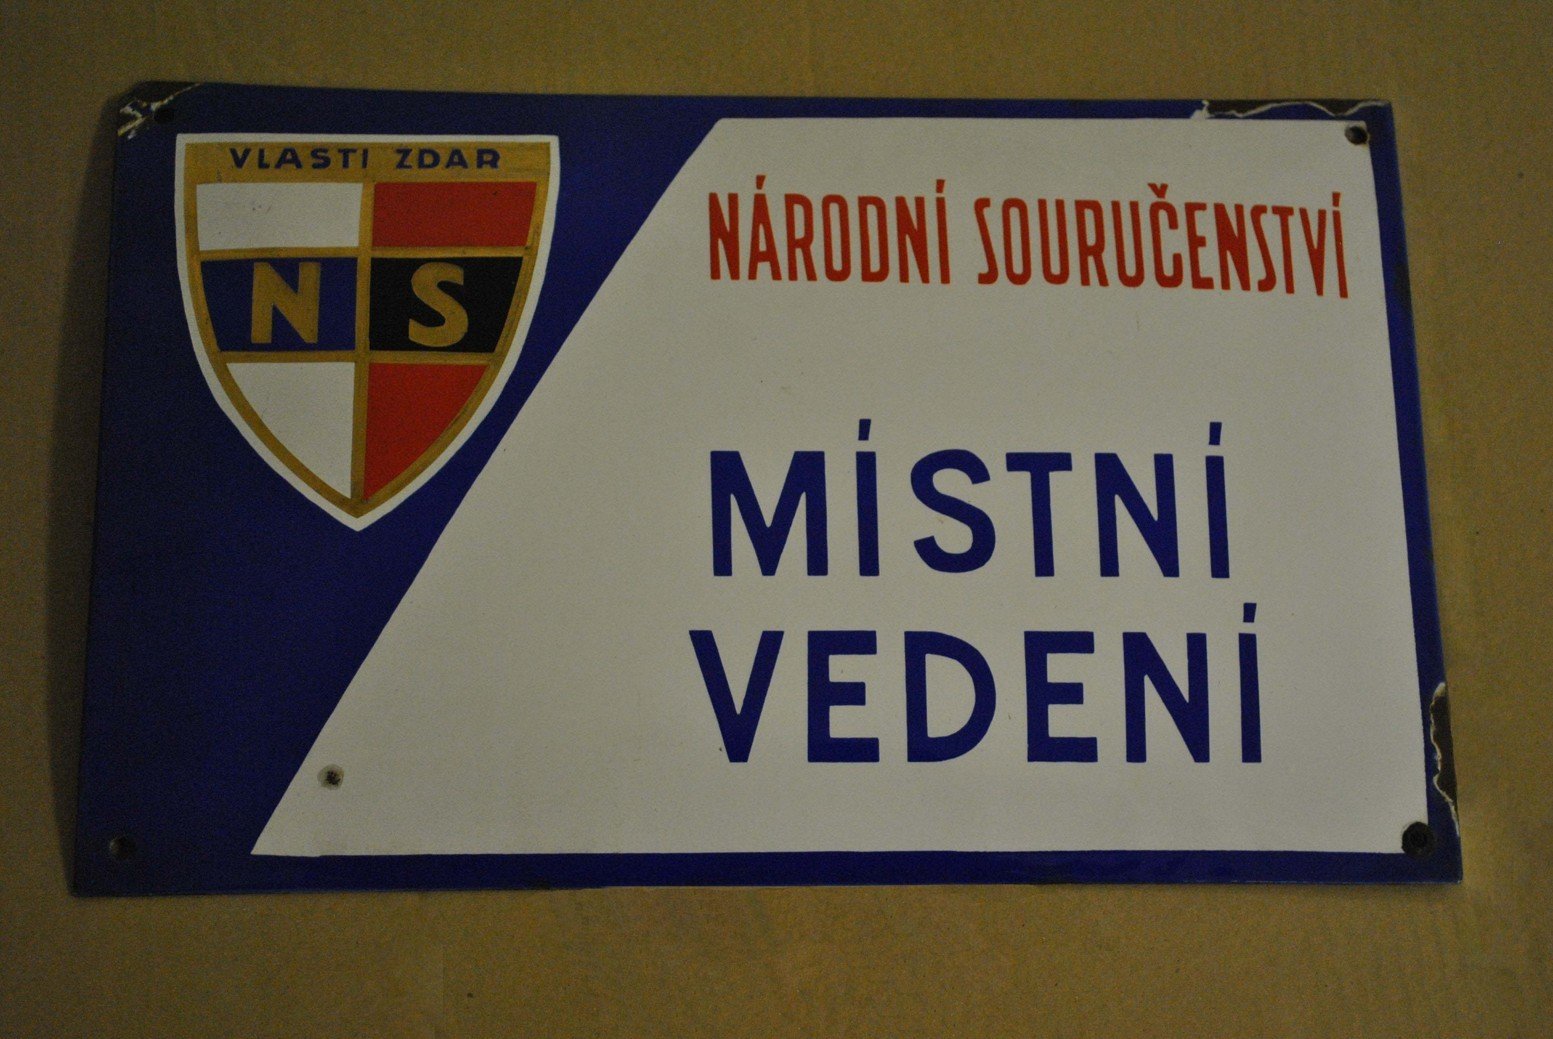 VLASTI ZDAR
N S
NÁRODNÍ SOURUČENSTVÍ
MÍSTNÍ
VEDENÍ